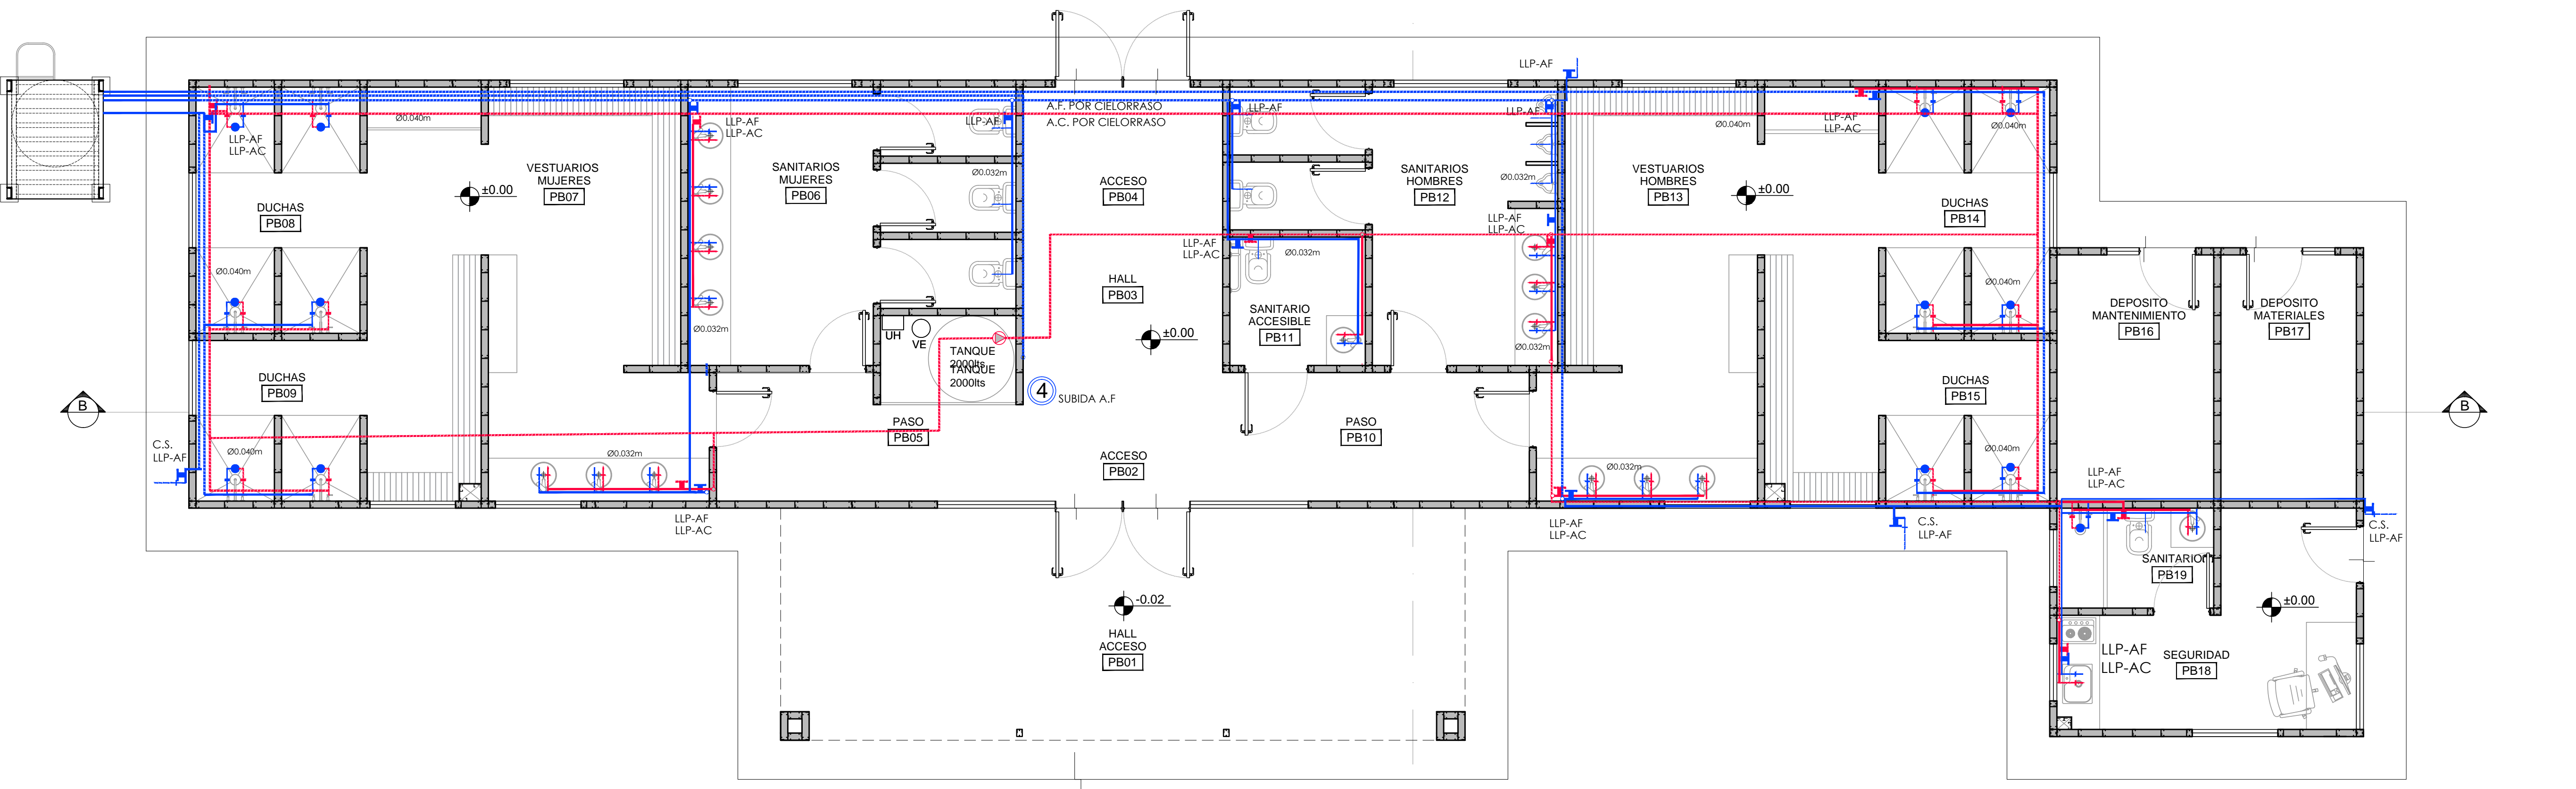 LLP-AF
A.F. POR CIELORRASO
A.C. POR CIELORRASO
LLP-AF
LLP-AC
Ø0.040m
LLP-AF
LLP-AC
LLP-AF
LLP-AF
LLP-AF
Ø0.040m
LLP-AF
LLP-AC
Ø0.040m
VESTUARIOS
MUJERES
PB07
±0.00
SANITARIOS
MUJERES
PB06
Ø0.032m
ACCESO
PB04
SANITARIOS
HOMBRES
PB12
Ø0.032m
VESTUARIOS
HOMBRES
PB13
±0.00
DUCHAS
PB08
DUCHAS
PB14
LLP-AF
LLP-AC
LLP-AF
LLP-AC
Ø0.032m
Ø0.040m
Ø0.040m
HALL
PB03
±0.00
SANITARIO
ACCESIBLE
PB11
DEPOSITO
MANTENIMIENTO
PB16
DEPOSITO
MATERIALES
PB17
Ø0.032m
UH
VE
TANQUE
2000lts
TANQUE
2000lts
Ø0.032m
DUCHAS
PB09
DUCHAS
PB15
4
SUBIDA A.F
B
B
PASO
PB05
PASO
PB10
C.S.
LLP-AF
Ø0.040m
Ø0.032m
ACCESO
PB02
Ø0.032m
Ø0.040m
LLP-AF
LLP-AC
LLP-AF
LLP-AC
LLP-AF
LLP-AC
C.S.
LLP-AF
C.S.
LLP-AF
SANITARIO
PB19
-0.02
±0.00
HALL
ACCESO
PB01
LLP-AF
LLP-AC
SEGURIDAD
PB18